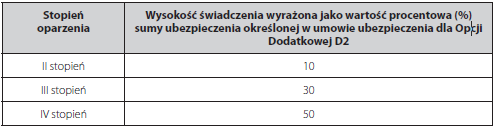 Stopień
oparzenia
Wysokość świadczenia wyrażona jako wartość procentowa (%)
sumy ubezpieczenia określonej w umowie ubezpieczenia dla Opcji
Dodatkowej D2
II stopień 10
III stopień 30
IV stopień 50